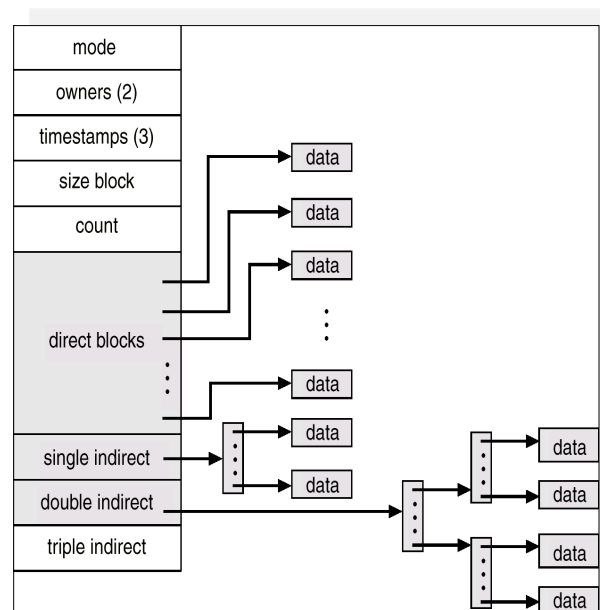 mode
owners (2)
timestamps (3)
size block
count
direct blocks
single indirect
double indirect
triple indirect
data
data
data
data
data
data
data
data
data
data